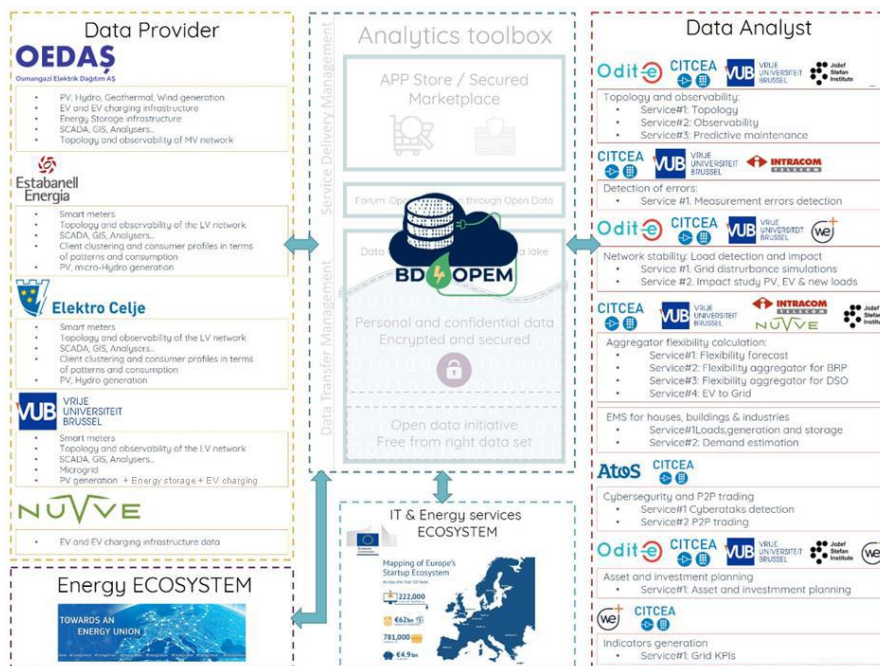 Data Provider
OEDAŞ
Osmangazi Elektrik Dağıtım AŞ
• PV, Hydro, Geothermal, Wind generation
• EV and EV charging infrastructure
• Energy Storage infrastructure
• SCADA, GIS, Analysers...
• Topology and observability of MV network
Estabanell
Energia
• Smart meters
• Topology and observability of the LV network
• SCADA, GIS, Analysers...
• Client clustering and consumer profiles in terms
of patterns and consumption
• PV, micro-Hydro generation
Elektro Celje
• Smart meters
• Topology and observability of the LV network
• SCADA, GIS, Analysers...
• Client clustering and consumer profiles in terms
of patterns and consumption
• PV, Hydro generation
VUB
VRIJE
UNIVERSITEIT
BRUSSEL
• Smart meters
• Topology and observability of the LV network
• SCADA, GIS, Analysers...
• Microgrid
• PV generation + Energy storage + EV charging
NUVVE
• EV and EV charging infrastructure data
Energy ECOSYSTEM
TOWARDS AN
ENERGY UNION
Service Delivery Management
Data Transfer Management
Analytics toolbox
APP Store / Secured
Marketplace
Forum Open through Open Data
Data lake
BD OPEM
Personal and confidential data
Encrypted and secured
Open data initiative
Free from right data set
IT & Energy services
ECOSYSTEM
Mapping of Europe's
Startup Ecosystem
222,000
€62bn
781,000
€4.9bn
Data Analyst
Odit-e CITCEA VUB VRIJE UNIVERSITEIT BRUSSEL Jožef Stefan Institute
Topology and observability:
• Service#1: Topology
• Service#2: Observability
• Service#3: Predictive maintenance
CITCEA VUB VRIJE UNIVERSITEIT BRUSSEL INTRACOM TELECOM
Detection of errors:
• Service #1. Measurement errors detection
Odit-e CITCEA VUB VRIJE UNIVERSITEIT BRUSSEL we+
Network stability: Load detection and impact
• Service #1: Grid distrurbance simulations
• Service #2. Impact study PV, EV & new loads
CITCEA VUB VRIJE UNIVERSITEIT BRUSSEL INTRACOM TELECOM NUVVE Jožef Stefan Institu
Aggregator flexibility calculation:
• Service#1: Flexibility forecast
• Service#2: Flexibility aggregator for BRP
• Service#3: Flexibility aggregator for DSO
• Service#4: EV to Grid
EMS for houses, buildings & industries
• Service#1Loads,generation and storage
• Service#2: Demand estimation
Atos CITCEA
Cybersegurity and P2P trading
• Service#1 Cyberataks detection
• Service#2 P2P trading
Odit-e CITCEA VUB VRIJE UNIVERSITEIT BRUSSEL Jožef Stefan Institute we
Asset and investment planning
• Service#1: Asset and investmment planning
we+ CITCEA
Indicators generation
• Service#1: Grid KPIs